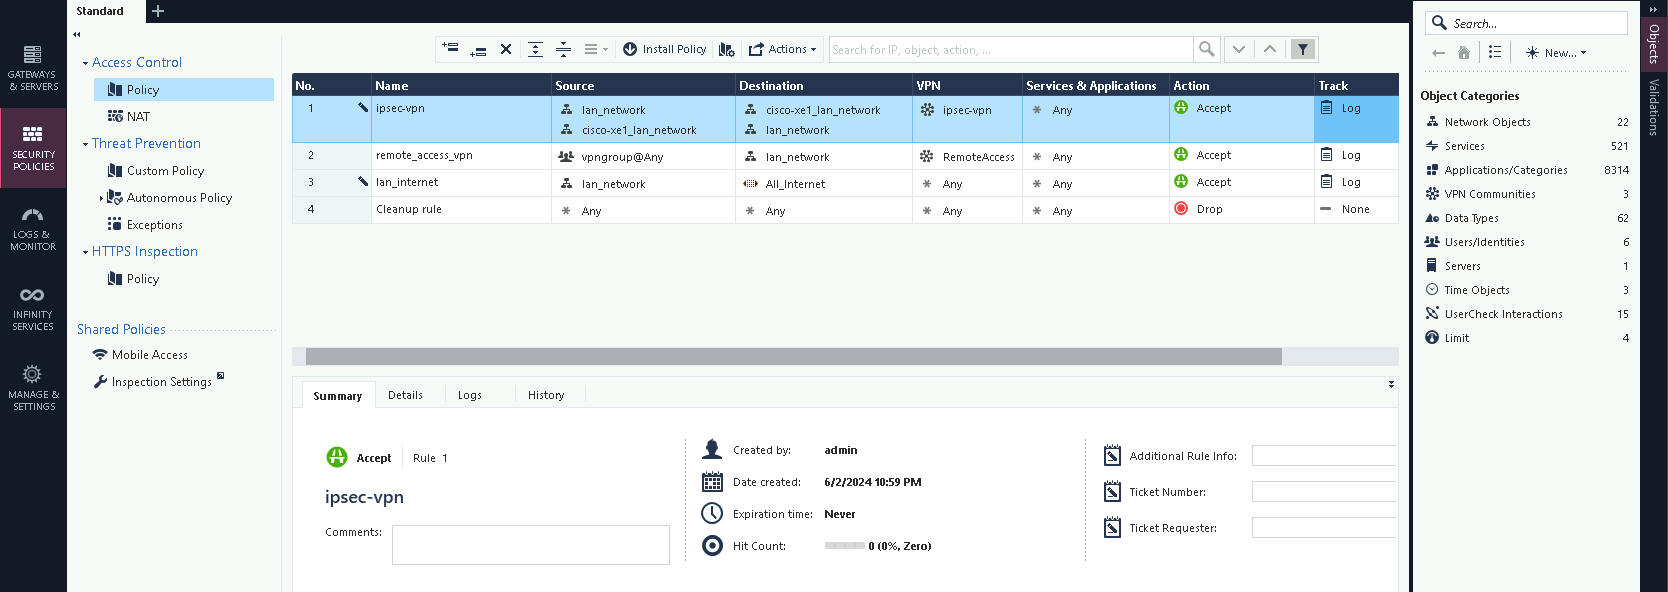 Standard
GATEWAYS
& SERVERS
SECURITY
POLICIES
LOGS &
MONITOR
INFINITY
SERVICES
MANAGE &
SETTINGS
Access Control
Policy
NAT
Threat Prevention
Custom Policy
Autonomous Policy
Exceptions
HTTPS Inspection
Policy
Shared Policies
Mobile Access
Inspection Settings
Install Policy Actions Search for IP, object, action, ...
No. Name Source Destination VPN Services & Applications Action Track
1 ipsec-vpn lan_network cisco-xe1_lan_network ipsec-vpn Any Accept Log
cisco-xe1_lan_network lan_network
2 remote_access_vpn vpngroup@Any lan_network RemoteAccess Any Accept Log
3 lan_internet lan_network All_Internet Any Any Accept Log
4 Cleanup rule Any Any Any Any Drop None
Summary Details Logs History
Accept Rule 1
ipsec-vpn
Comments:
Created by: admin
Date created: 6/2/2024 10:59 PM
Expiration time: Never
Hit Count: 0 (0%, Zero)
Additional Rule Info:
Ticket Number:
Ticket Requester:
Search...
New...
Object Categories
Network Objects 22
Services 521
Applications/Categories 8314
VPN Communities 3
Data Types 62
Users/Identities 6
Servers 1
Time Objects 3
UserCheck Interactions 15
Limit 4
Objects
Validations